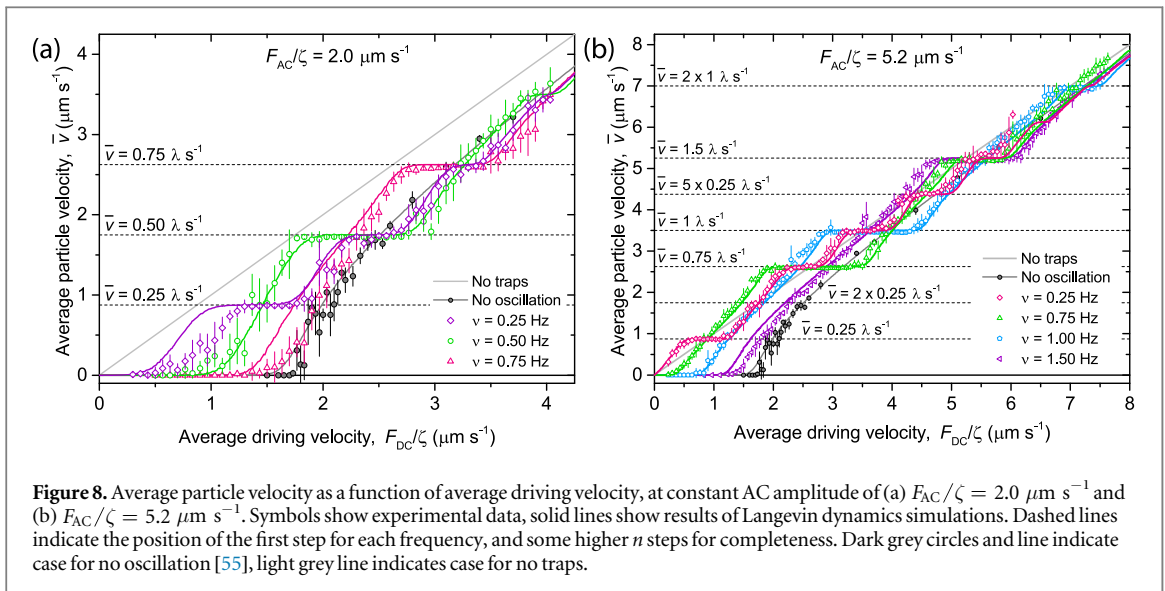 (a)
F_AC/ζ = 2.0 μm s⁻¹
Average particle velocity, v̄ (μm s⁻¹)
4
3
2
1
0
v̄ = 0.75 λ s⁻¹
v̄ = 0.50 λ s⁻¹
v̄ = 0.25 λ s⁻¹
No traps
No oscillation
ν = 0.25 Hz
ν = 0.50 Hz
ν = 0.75 Hz
0 1 2 3 4
Average driving velocity, F_DC/ζ (μm s⁻¹)
(b)
F_AC/ζ = 5.2 μm s⁻¹
Average particle velocity, v̄ (μm s⁻¹)
8
7
6
5
4
3
2
1
0
v̄ = 2 x 1 λ s⁻¹
v̄ = 1.5 λ s⁻¹
v̄ = 5 x 0.25 λ s⁻¹
v̄ = 1 λ s⁻¹
v̄ = 0.75 λ s⁻¹
v̄ = 2 x 0.25 λ s⁻¹
v̄ = 0.25 λ s⁻¹
No traps
No oscillation
ν = 0.25 Hz
ν = 0.75 Hz
ν = 1.00 Hz
ν = 1.50 Hz
0 1 2 3 4 5 6 7 8
Average driving velocity, F_DC/ζ (μm s⁻¹)
Figure 8. Average particle velocity as a function of average driving velocity, at constant AC amplitude of (a) F_AC/ζ = 2.0 μm s⁻¹ and
(b) F_AC/ζ = 5.2 μm s⁻¹. Symbols show experimental data, solid lines show results of Langevin dynamics simulations. Dashed lines
indicate the position of the first step for each frequency, and some higher n steps for completeness. Dark grey circles and line indicate
case for no oscillation [55], light grey line indicates case for no traps.